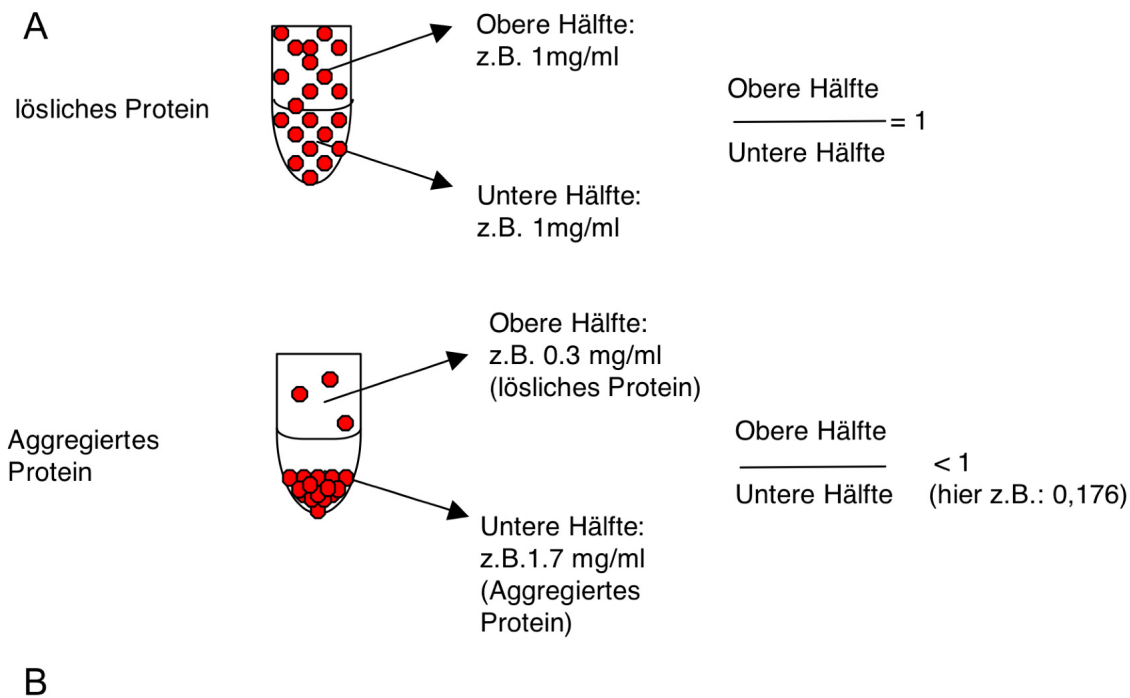 A
lösliches Protein
Obere Hälfte:
z.B. 1mg/ml
Untere Hälfte:
z.B. 1mg/ml
Obere Hälfte
= 1
Untere Hälfte
Aggregiertes
Protein
Obere Hälfte:
z.B. 0.3 mg/ml
(lösliches Protein)
Untere Hälfte:
z.B.1.7 mg/ml
(Aggregiertes
Protein)
Obere Hälfte
< 1
Untere Hälfte
(hier z.B.: 0,176)
B